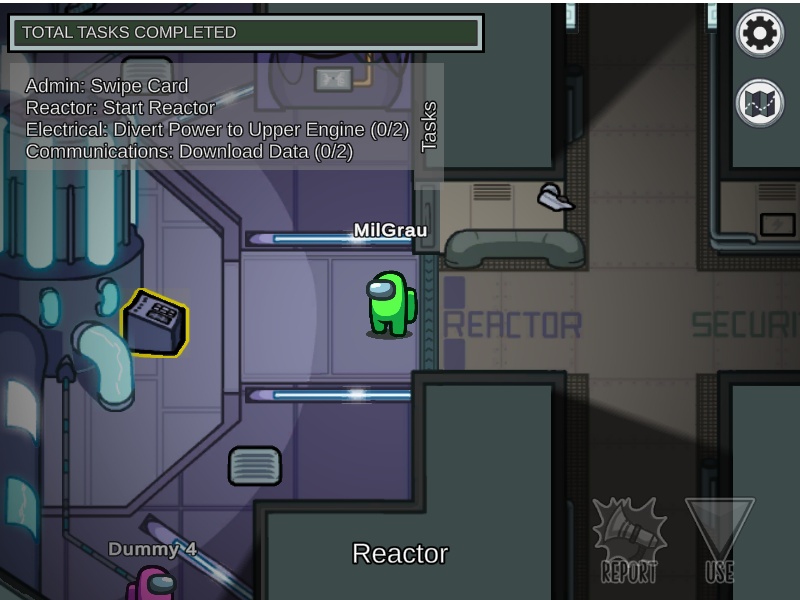 TOTAL TASKS COMPLETED
Admin: Swipe Card
Reactor: Start Reactor
Electrical: Divert Power to Upper Engine (0/2)
Communications: Download Data (0/2)
Tasks
MilGrau
REACTOR
SECURI
Dummy 4
Reactor
REPORT
USE